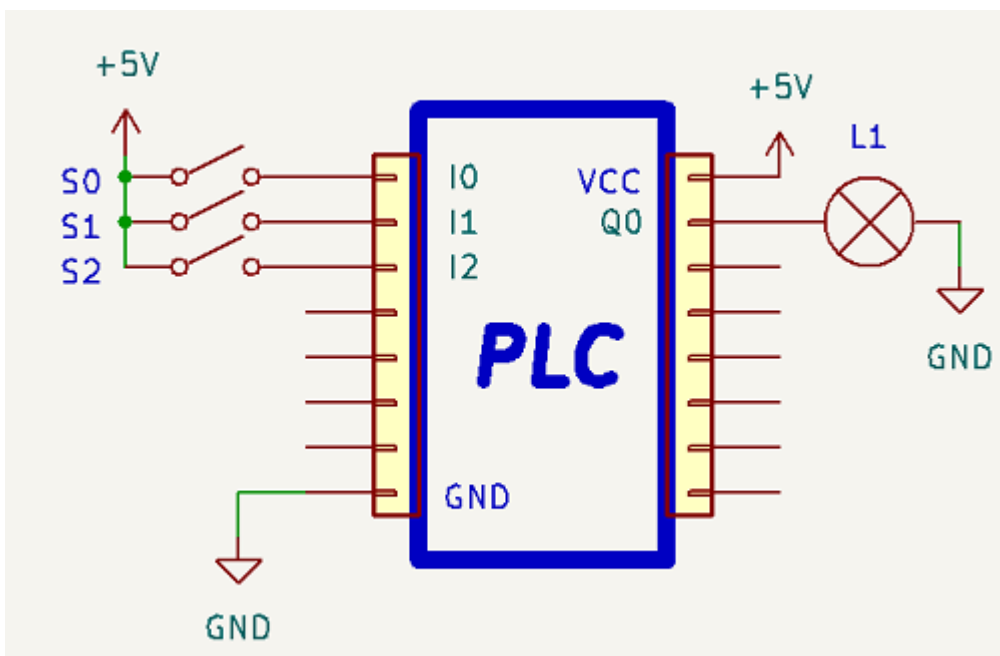 +5V
+5V
L1
S0
I0
VCC
S1
I1
Q0
S2
I2
PLC
GND
GND
GND